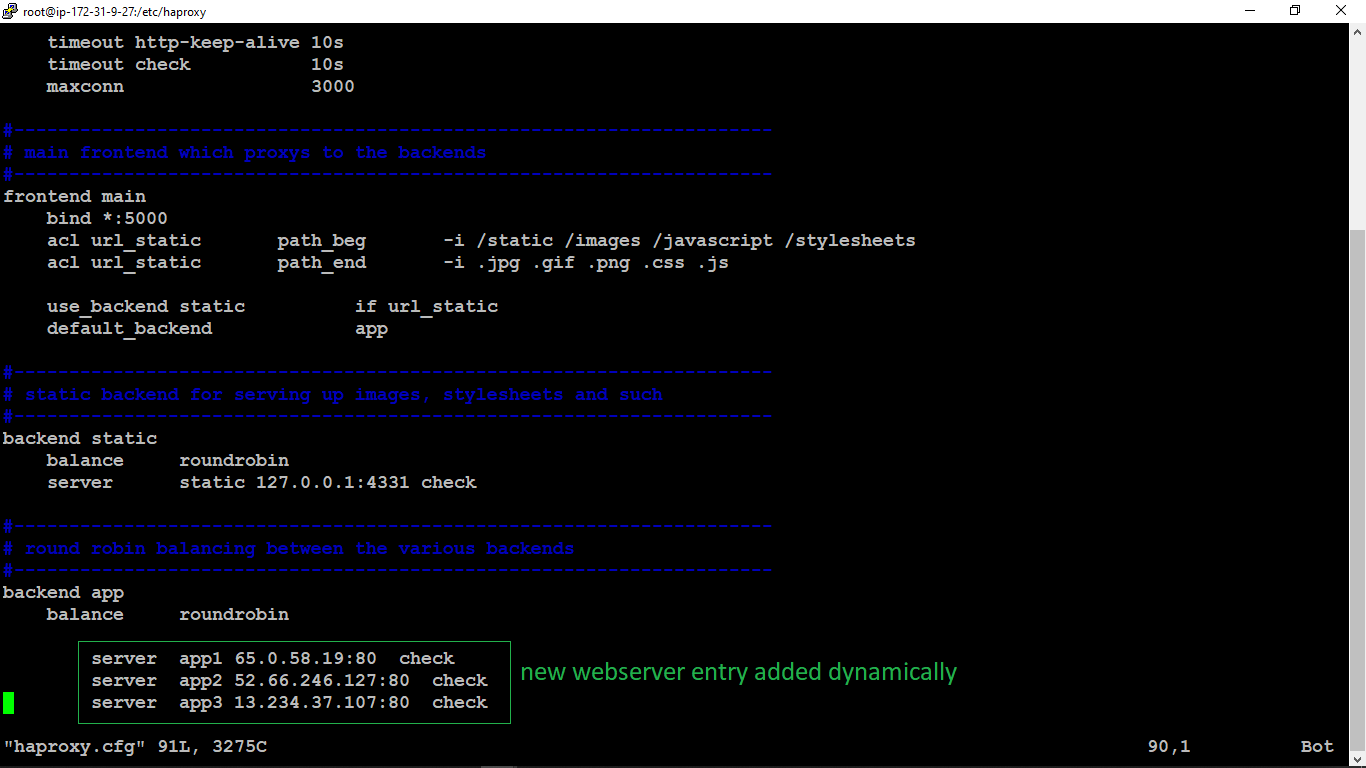 root@ip-172-31-9-27:/etc/haproxy
    timeout http-keep-alive 10s
    timeout check           10s
    maxconn                 3000
#---------------------------------------------------------------------
# main frontend which proxys to the backends
#---------------------------------------------------------------------
frontend main
    bind *:5000
    acl url_static       path_beg       -i /static /images /javascript /stylesheets
    acl url_static       path_end       -i .jpg .gif .png .css .js
    use_backend static          if url_static
    default_backend             app
#---------------------------------------------------------------------
# static backend for serving up images, stylesheets and such
#---------------------------------------------------------------------
backend static
    balance     roundrobin
    server      static 127.0.0.1:4331 check
#---------------------------------------------------------------------
# round robin balancing between the various backends
#---------------------------------------------------------------------
backend app
    balance     roundrobin
        server  app1 65.0.58.19:80  check
new webserver entry added dynamically
        server  app2 52.66.246.127:80  check
        server  app3 13.234.37.107:80  check
"haproxy.cfg" 91L, 3275C                                                                                90,1          Bot